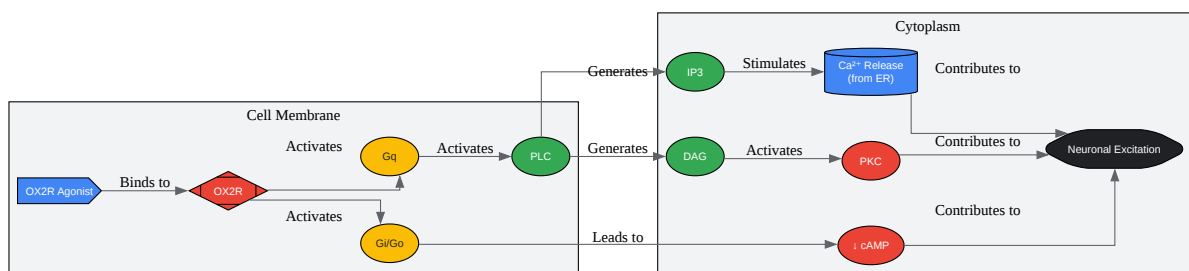 Cytoplasm
Generates
IP3
Stimulates
Ca²⁺ Release
(from ER)
Contributes to
Cell Membrane
Activates
Gq
Activates
PLC
Generates
DAG
Activates
PKC
Contributes to
Neuronal Excitation
OX2R Agonist
Binds to
OX2R
Activates
Gi/Go
Leads to
↓ cAMP
Contributes to